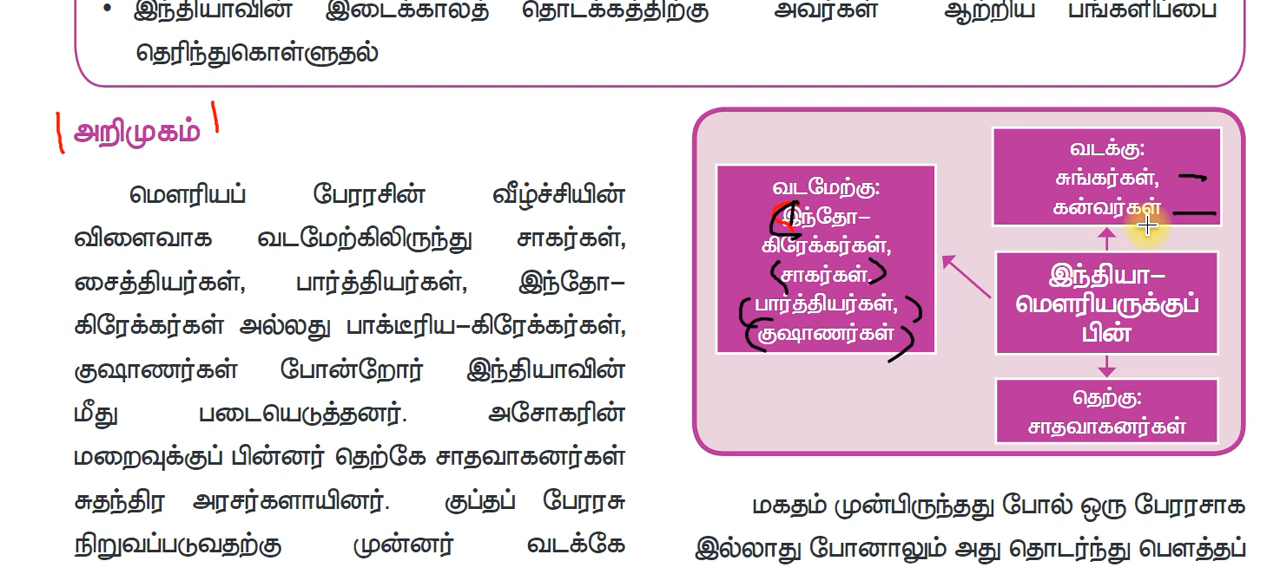 • இந்தியாவின் இடைக்காலத் தொடக்கத்திற்கு அவர்கள் ஆற்றிய பங்களிப்பை
தெரிந்துகொள்ளுதல்
அறிமுகம்
மௌரியப் பேரரசின் வீழ்ச்சியின்
விளைவாக வடமேற்கிலிருந்து சாகர்கள்,
சைத்தியர்கள், பார்த்தியர்கள், இந்தோ–
கிரேக்கர்கள் அல்லது பாக்டீரிய–கிரேக்கர்கள்,
குஷாணர்கள் போன்றோர் இந்தியாவின்
மீது படையெடுத்தனர். அசோகரின்
மறைவுக்குப் பின்னர் தெற்கே சாதவாகனர்கள்
சுதந்திர அரசர்களாயினர். குப்தப் பேரரசு
நிறுவப்படுவதற்கு முன்னர் வடக்கே
வடமேற்கு:
இந்தோ–
கிரேக்கர்கள்,
சாகர்கள்,
பார்த்தியர்கள்,
குஷாணர்கள்
வடக்கு:
சுங்கர்கள்,
கன்வர்கள்
இந்தியா–
மௌரியருக்குப்
பின்
தெற்கு:
சாதவாகனர்கள்
மகதம் முன்பிருந்தது போல் ஒரு பேரரசாக
இல்லாது போனாலும் அது தொடர்ந்து பௌத்தப்